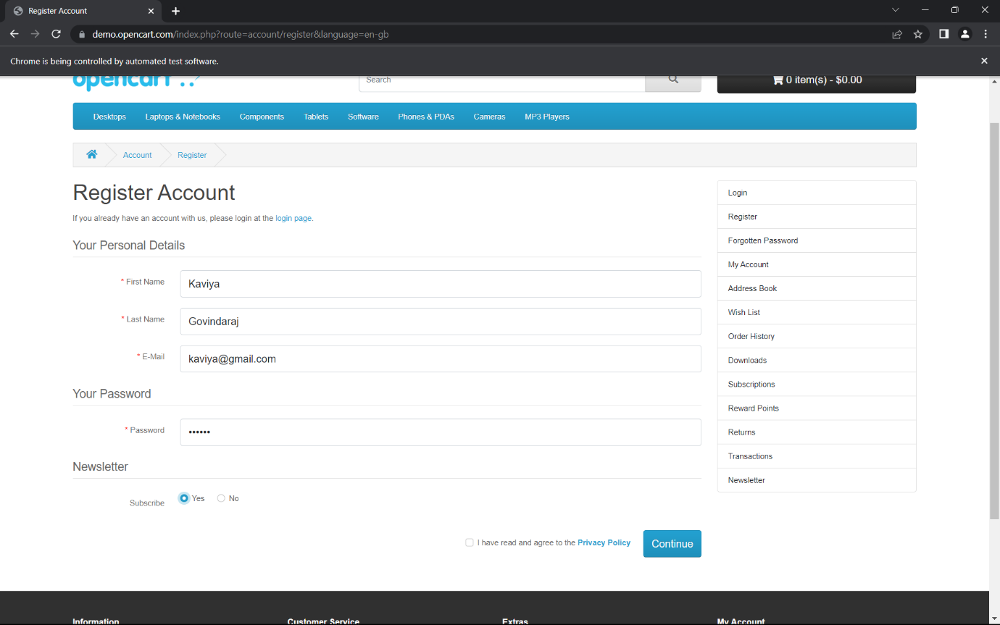 Register Account
demo.opencart.com/index.php?route=account/register&language=en-gb
Chrome is being controlled by automated test software.
opencart
Search
0 item(s) - $0.00
Desktops Laptops & Notebooks Components Tablets Software Phones & PDAs Cameras MP3 Players
Account Register
Register Account
If you already have an account with us, please login at the login page.
Your Personal Details
* First Name Kaviya
* Last Name Govindaraj
* E-Mail kaviya@gmail.com
Your Password
* Password ••••••
Newsletter
Subscribe Yes No
I have read and agree to the Privacy Policy Continue
Login
Register
Forgotten Password
My Account
Address Book
Wish List
Order History
Downloads
Subscriptions
Reward Points
Returns
Transactions
Newsletter
Information Customer Service Extras My Account